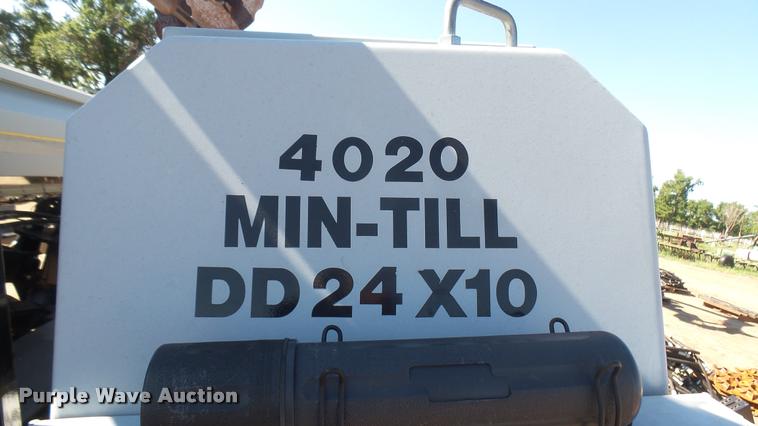 4020
MIN-TILL
DD 24 X10
Purple Wave Auction